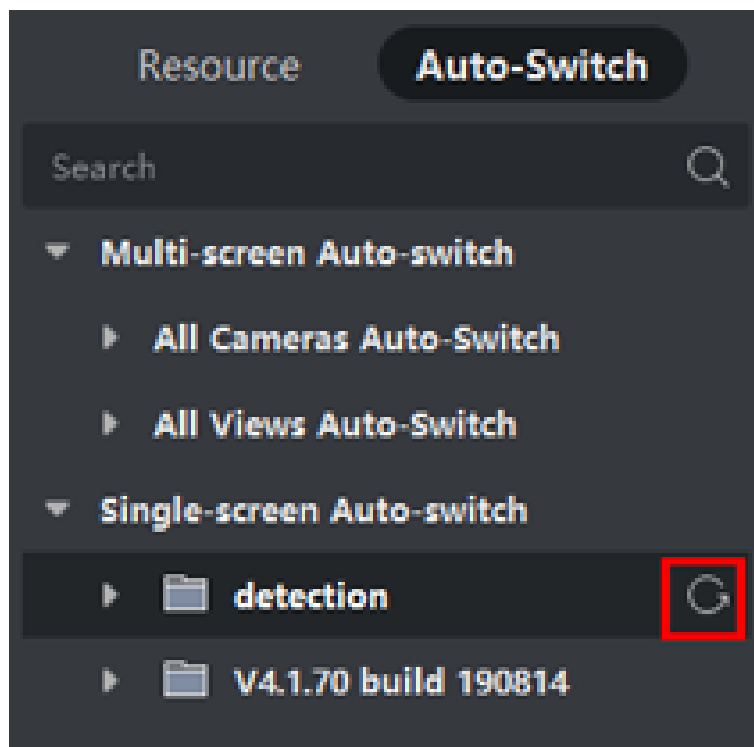 Resource Auto-Switch
Search
Multi-screen Auto-switch
All Cameras Auto-Switch
All Views Auto-Switch
Single-screen Auto-switch
detection
V4.1.70 build 190814